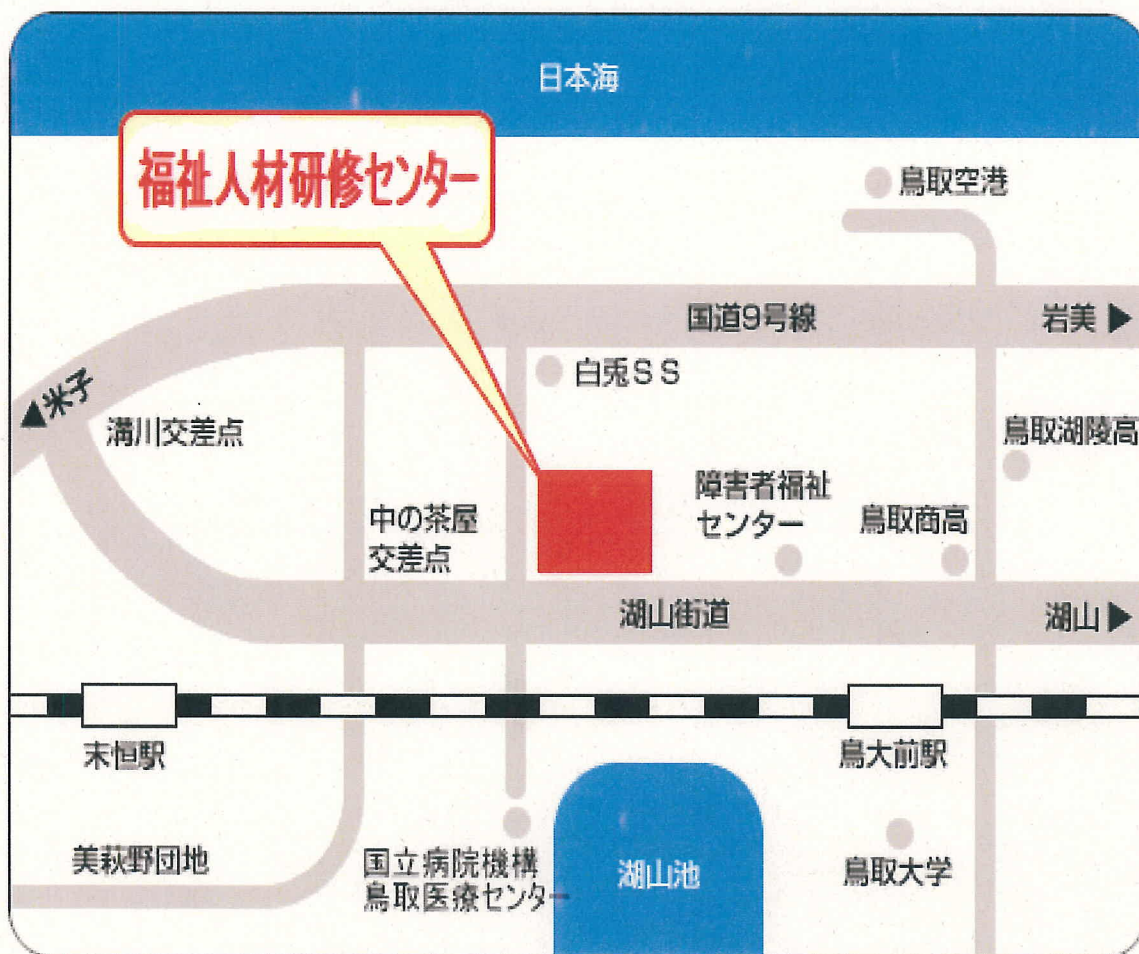 日本海
福祉人材研修センター
鳥取空港
国道9号線
岩美 ▶
白兎ＳＳ
◀米子
溝川交差点
鳥取湖陵高
障害者福祉
センター
中の茶屋
交差点
鳥取商高
湖山街道
湖山 ▶
末恒駅
鳥大前駅
美萩野団地
国立病院機構
鳥取医療センター
湖山池
鳥取大学